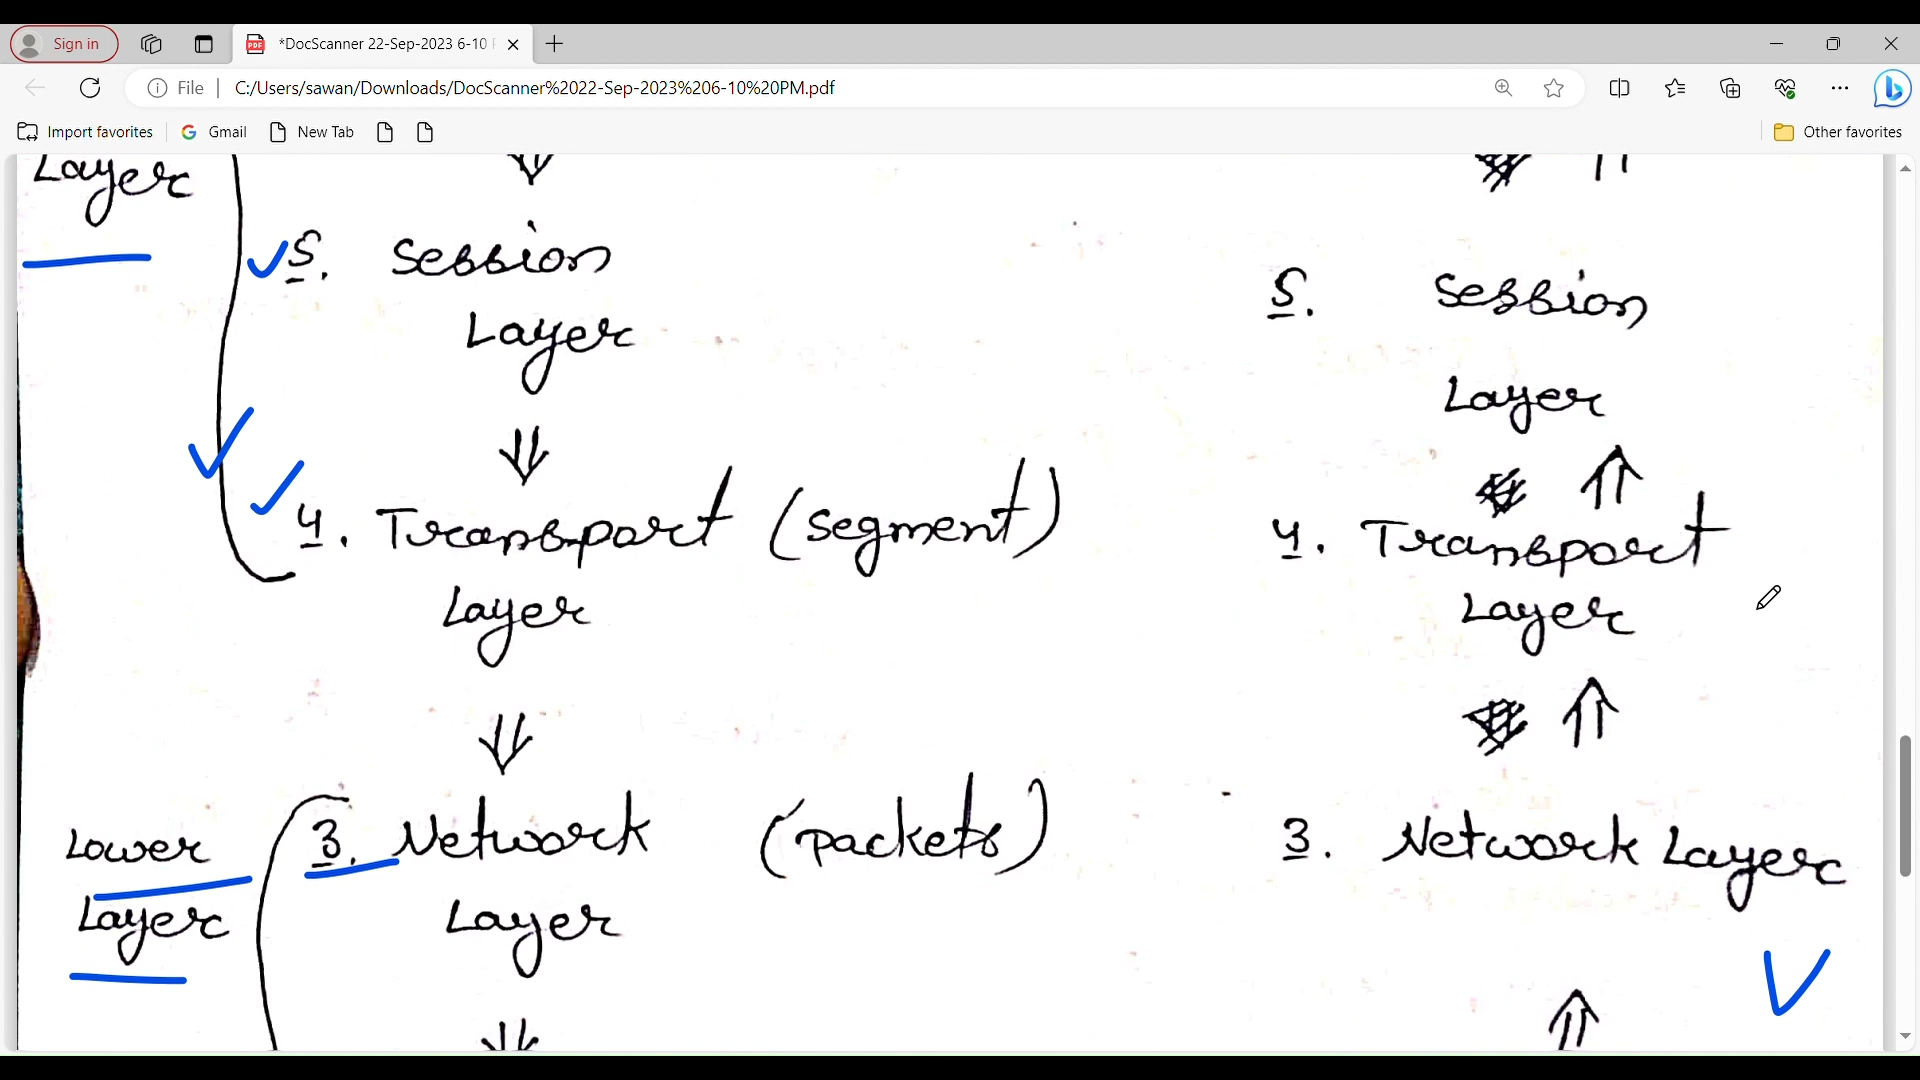 Sign in
*DocScanner 22-Sep-2023 6-10
File
C:/Users/sawan/Downloads/DocScanner%2022-Sep-2023%206-10%20PM.pdf
Import favorites
Gmail
New Tab
Other favorites
Layer
5. Session
Layer
4. Transport (segment)
Layer
Lower
Layer
3. Network (packets)
Layer
5. Session
Layer
4. Transport
Layer
3. Network Layer